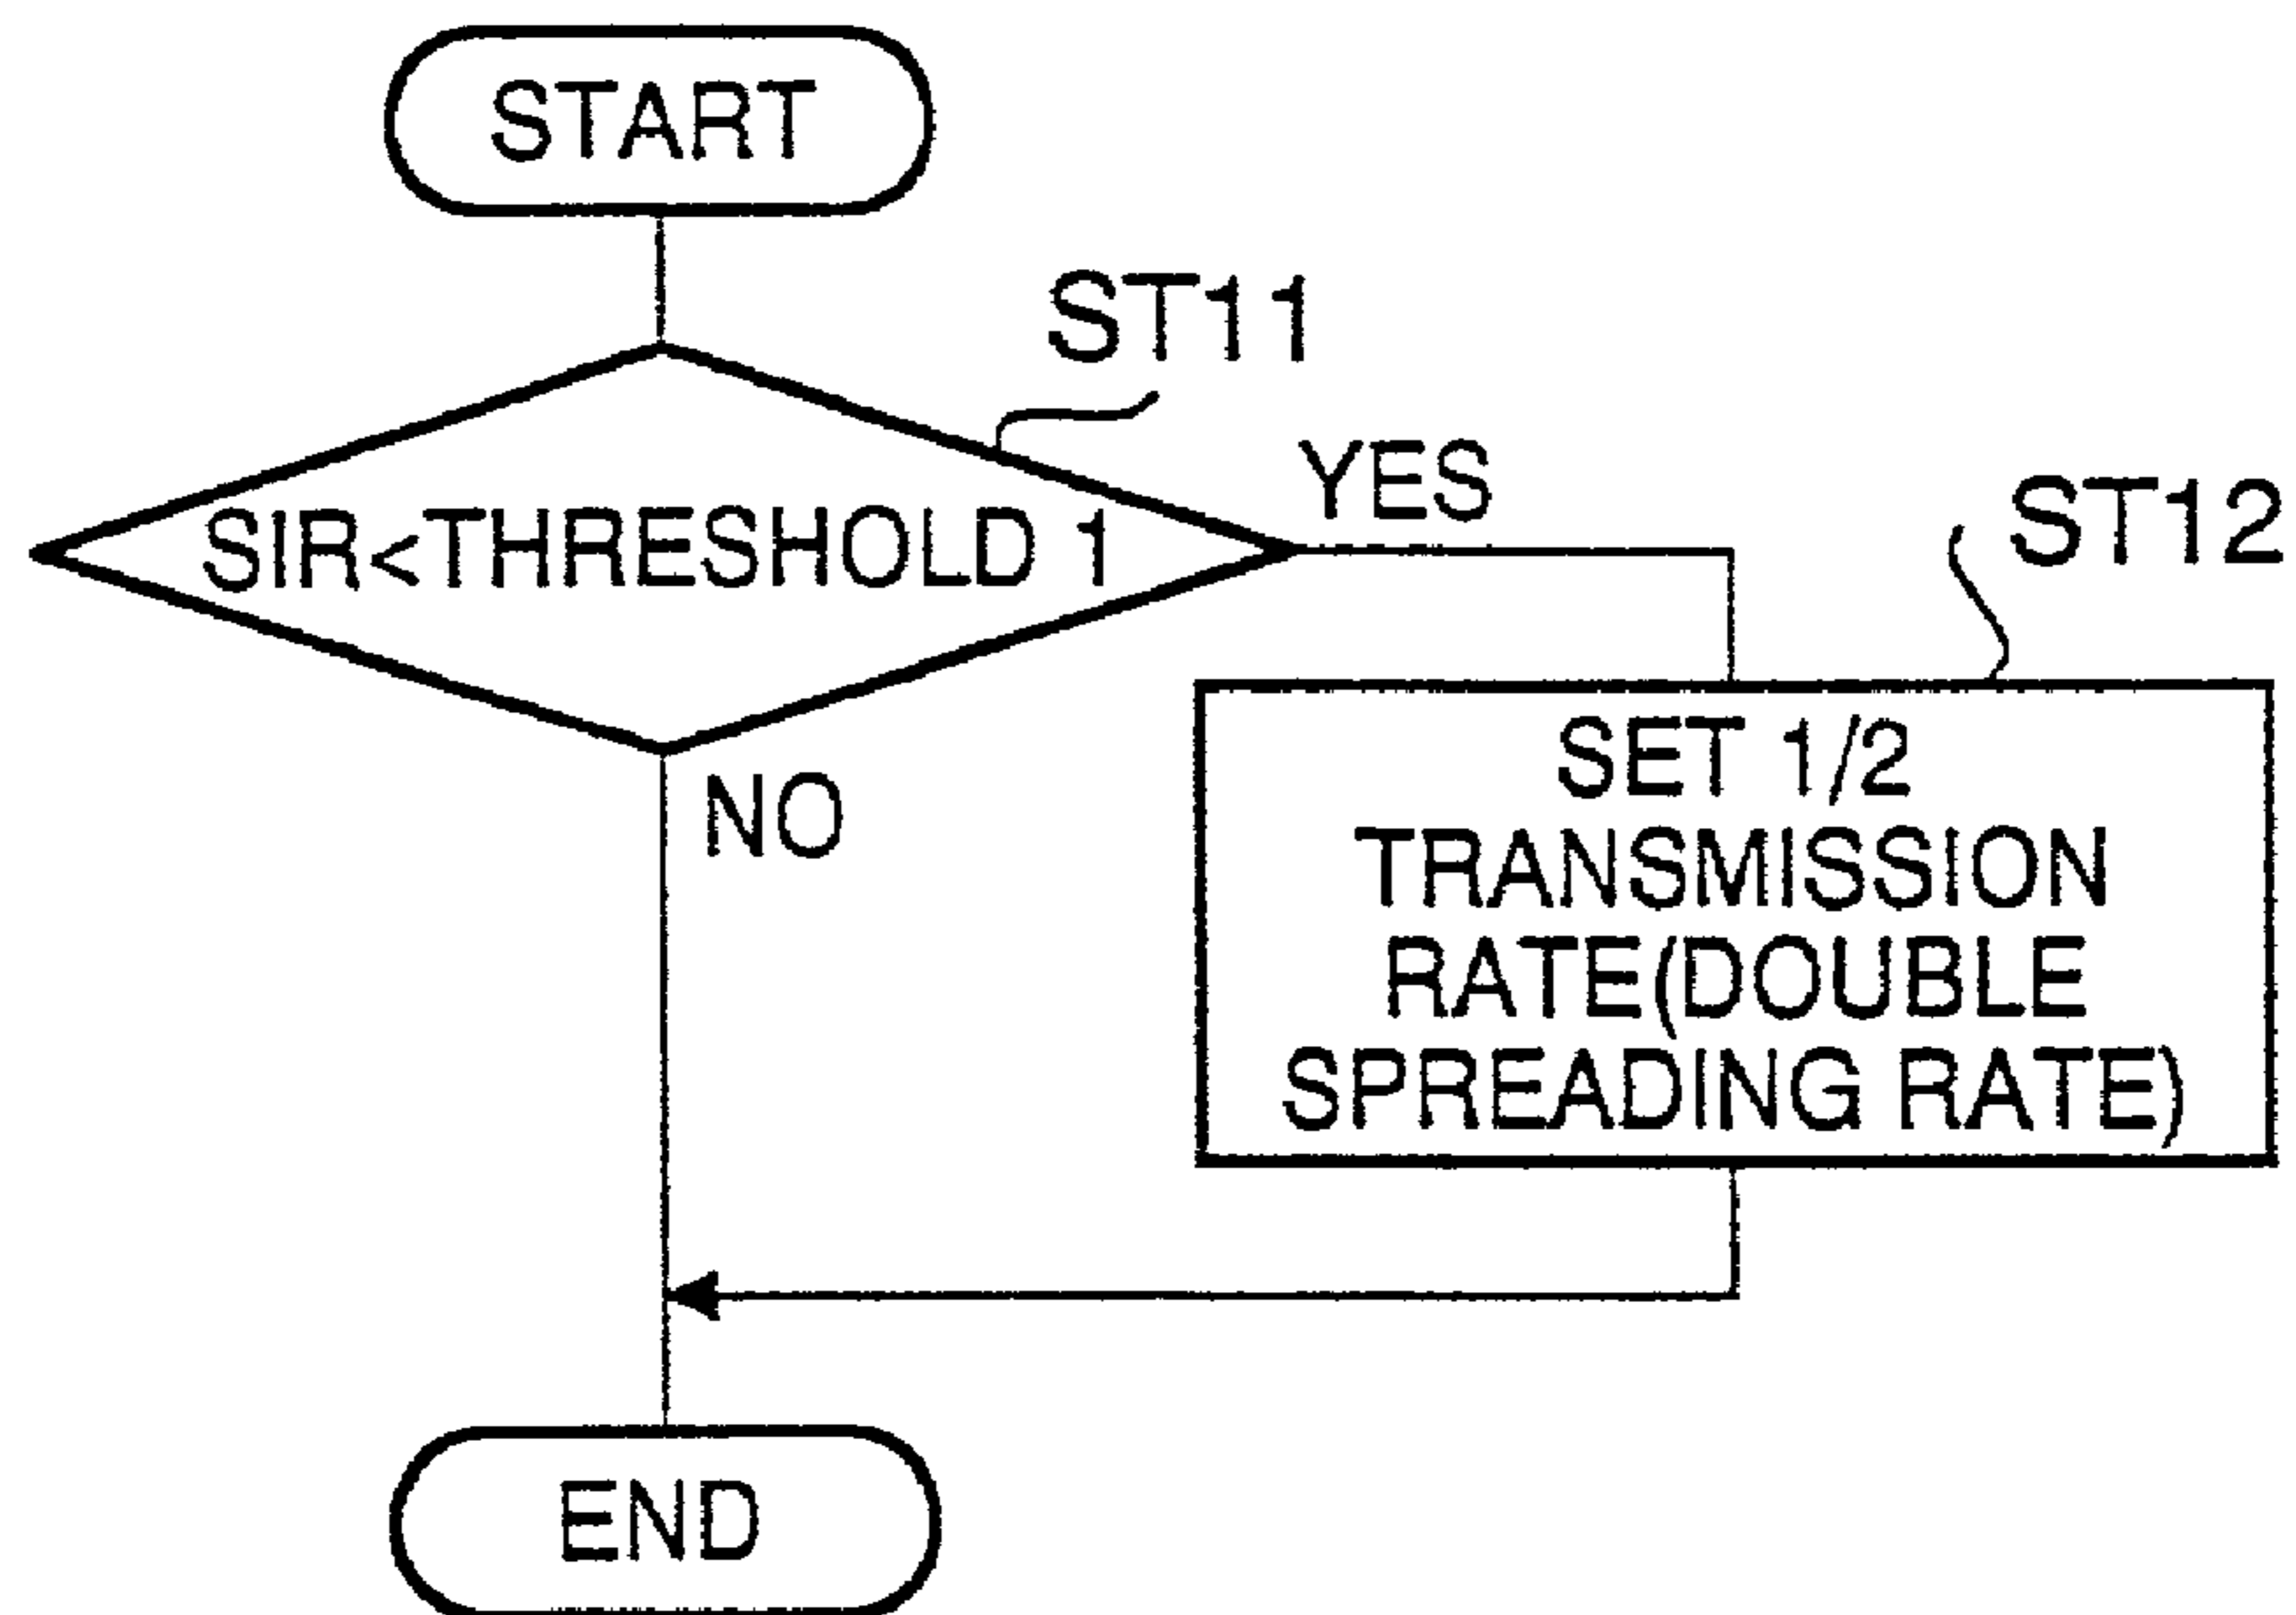 START
ST11
SIR<THRESHOLD 1
YES
ST12
NO
SET 1/2
TRANSMISSION
RATE(DOUBLE
SPREADING RATE)
END